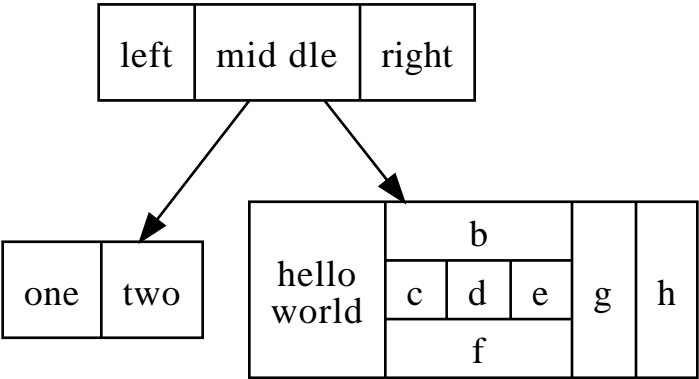 left mid dle right
b
hello
world
c d e g h
one two
f